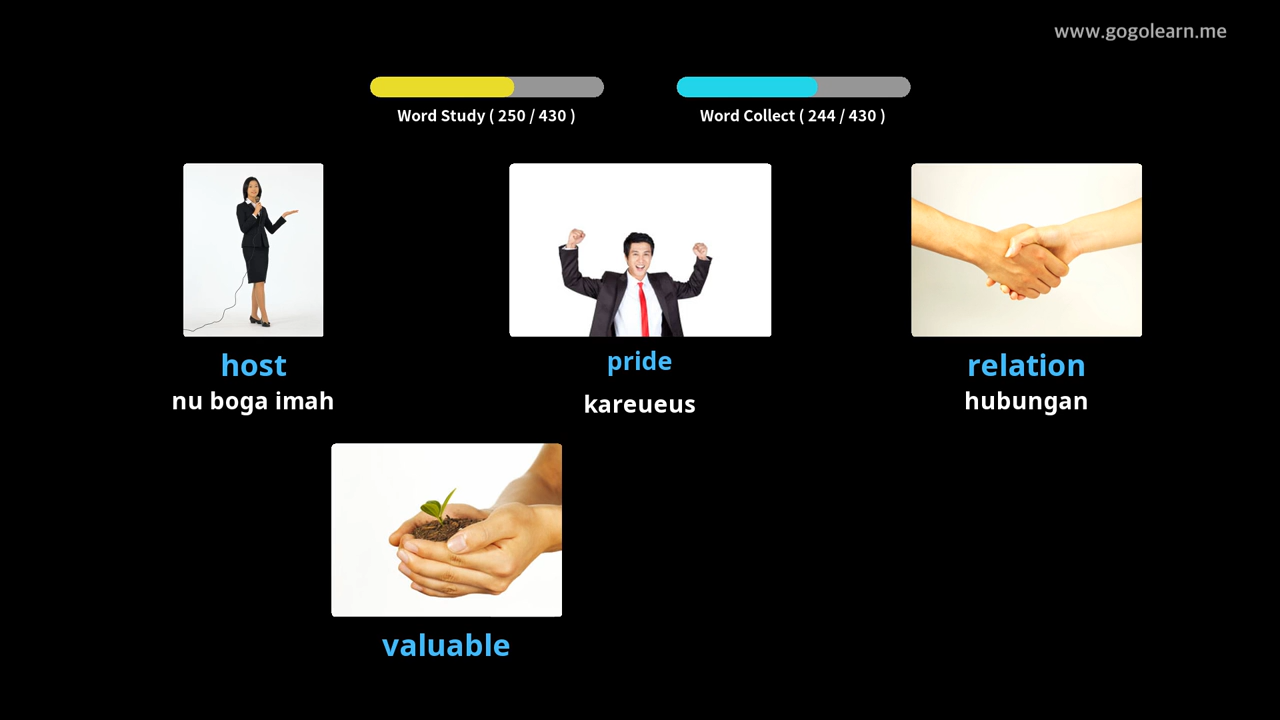 www.gogolearn.me
Word Study ( 250 / 430 )
Word Collect ( 244 / 430 )
host
nu boga imah
pride
kareueus
relation
hubungan
valuable